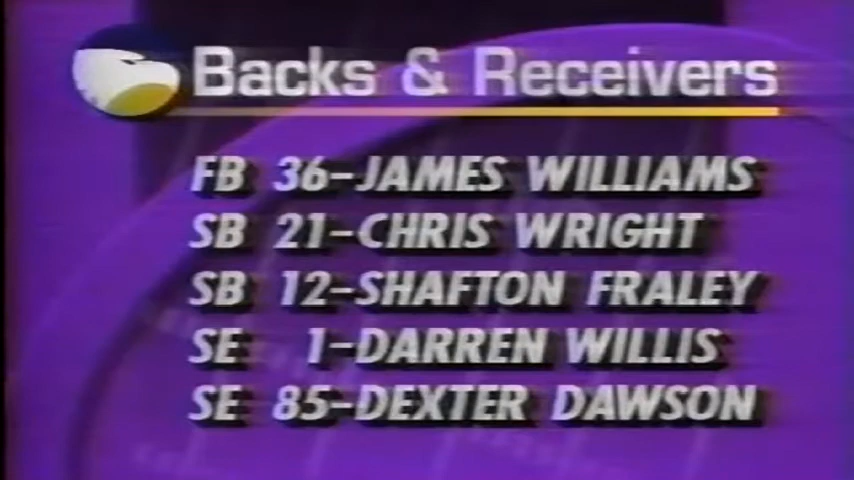 Backs & Receivers
FB 36-JAMES WILLIAMS
SB 21-CHRIS WRIGHT
SB 12-SHAFTON FRALEY
SE 1-DARREN WILLIS
SE 85-DEXTER DAWSON